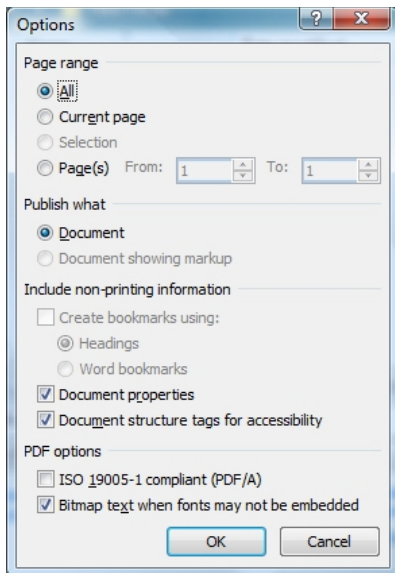 Options
Page range
All
Current page
Selection
Page(s) From: 1 To: 1
Publish what
Document
Document showing markup
Include non-printing information
Create bookmarks using:
Headings
Word bookmarks
Document properties
Document structure tags for accessibility
PDF options
ISO 19005-1 compliant (PDF/A)
Bitmap text when fonts may not be embedded
OK Cancel